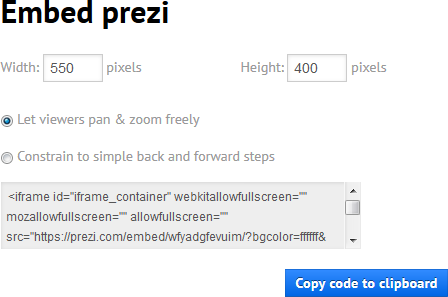 Embed prezi
Width: 550 pixels Height: 400 pixels
Let viewers pan & zoom freely
Constrain to simple back and forward steps
<iframe id="iframe_container" webkitallowfullscreen=""
mozallowfullscreen="" allowfullscreen=""
src="https://prezi.com/embed/wfyadgfevuim/?bgcolor=ffffff&
Copy code to clipboard